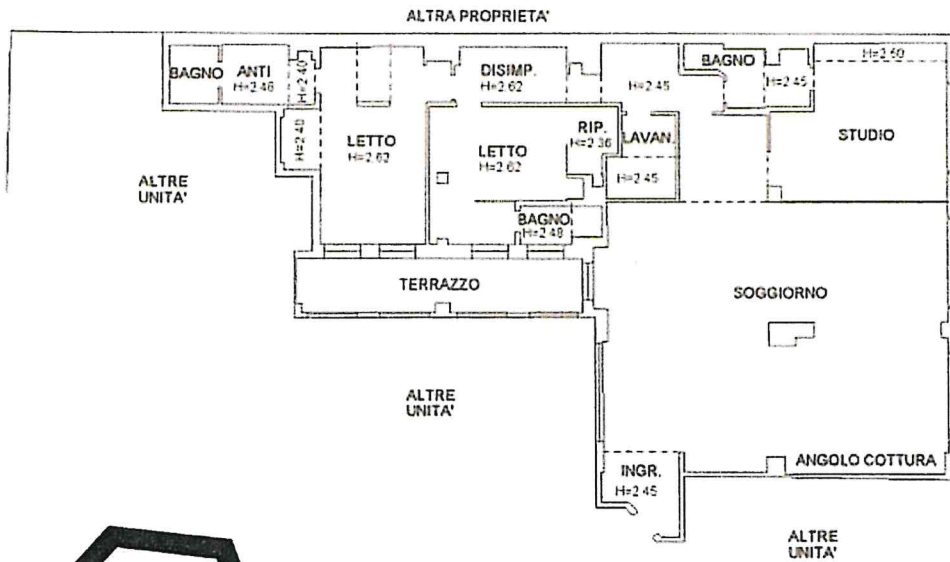 ALTRA PROPRIETA'
BAGNO
ANTI
H=2.46
H=2.40
H=2.40
DISIMP.
H=2.62
BAGNO
H=2.45
H=2.45
H=2.60
LETTO
H=2.62
LETTO
H=2.62
RIP.
H=2.36
LAVAN.
H=2.45
STUDIO
ALTRE
UNITA'
BAGNO
H=2.48
TERRAZZO
SOGGIORNO
ALTRE
UNITA'
ANGOLO COTTURA
INGR.
H=2.45
ALTRE
UNITA'